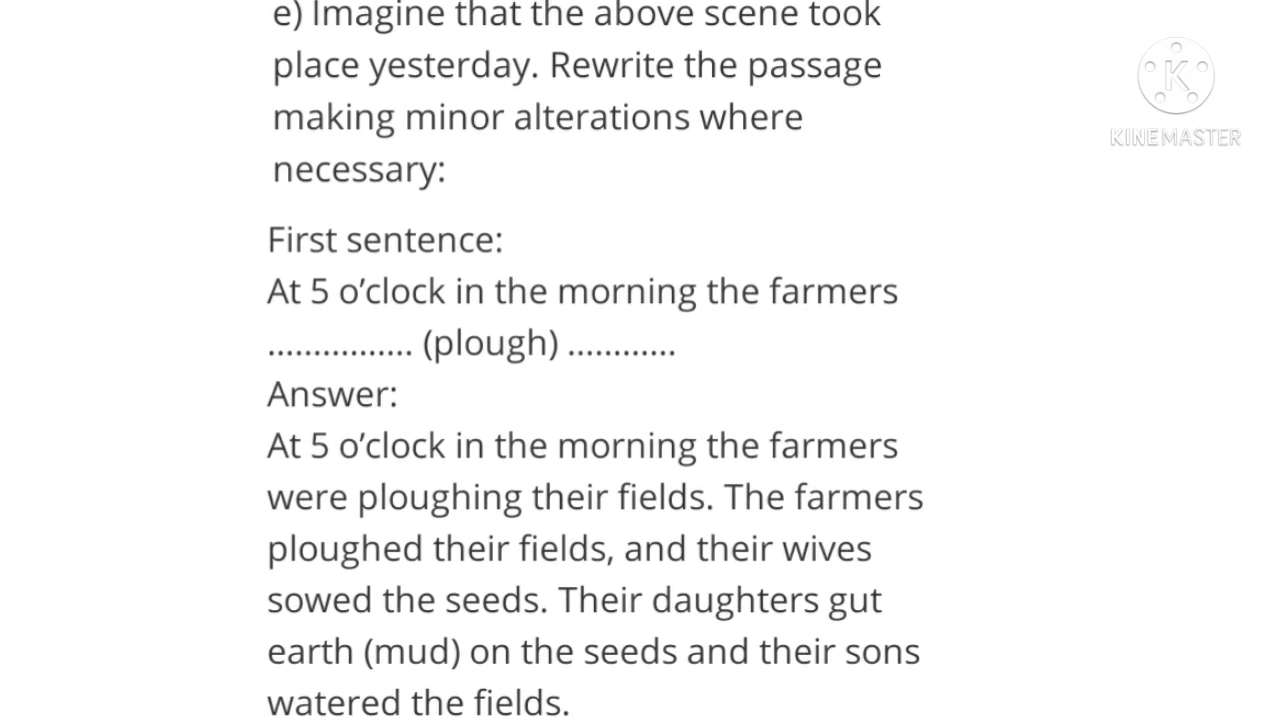 e) Imagine that the above scene took
place yesterday. Rewrite the passage
making minor alterations where
necessary:
First sentence:
At 5 o’clock in the morning the farmers
................ (plough) ............
Answer:
At 5 o’clock in the morning the farmers
were ploughing their fields. The farmers
ploughed their fields, and their wives
sowed the seeds. Their daughters gut
earth (mud) on the seeds and their sons
watered the fields.
K
KINEMASTER